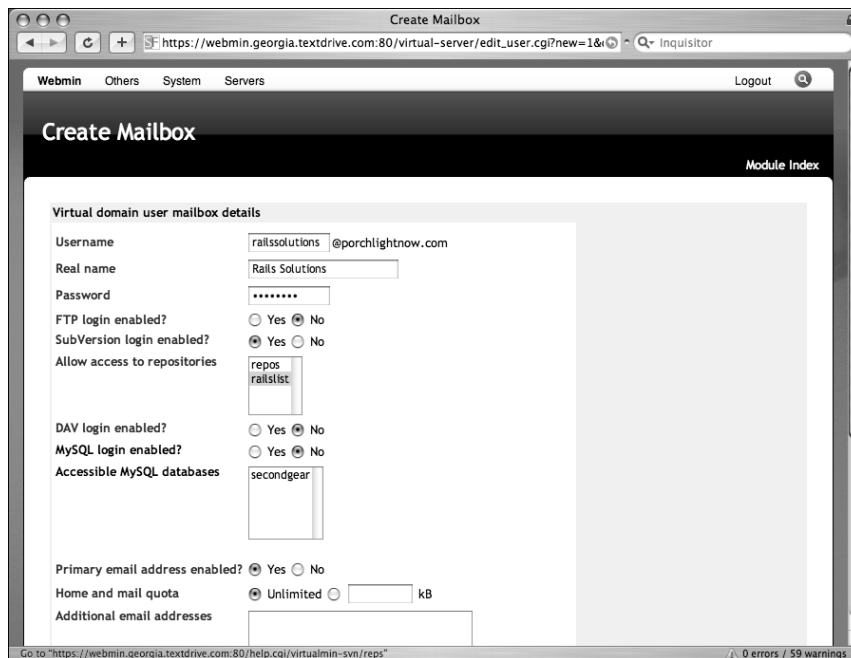 Create Mailbox
https://webmin.georgia.textdrive.com:80/virtual-server/edit_user.cgi?new=1&
Inquisitor
Webmin Others System Servers Logout
Create Mailbox
Module Index
Virtual domain user mailbox details
Username railssolutions @porchlightnow.com
Real name Rails Solutions
Password ••••••••
FTP login enabled? Yes No
SubVersion login enabled? Yes No
Allow access to repositories repos
railslist
DAV login enabled? Yes No
MySQL login enabled? Yes No
Accessible MySQL databases secondgear
Primary email address enabled? Yes No
Home and mail quota Unlimited kB
Additional email addresses
Go to "https://webmin.georgia.textdrive.com:80/help.cgi/virtualmin-svn/reps" 0 errors / 59 warnings